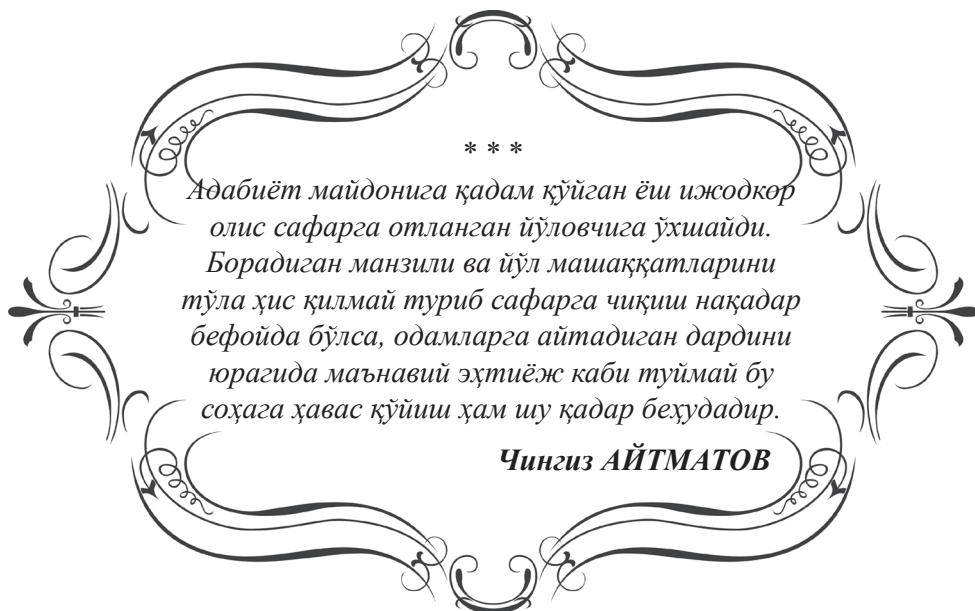 * * *
Адабиёт майдонига қадам қўйган ёш ижодкор
олис сафарга отланган йўловчига ўхшайди.
Борадиган манзили ва йўл машаққатларини
тўла ҳис қилмай туриб сафарга чиқиш нақадар
бефойда бўлса, одамларга айтадиган дардини
юрагида маънавий эҳтиёж каби туймай бу
соҳага ҳавас қўйиш ҳам шу қадар беҳудадир.
Чингиз АЙТМАТОВ